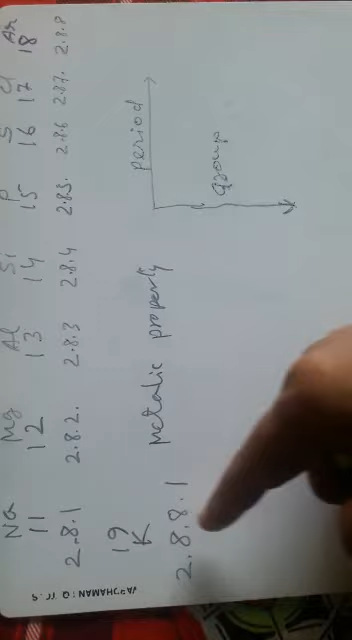 Na Mg Al Si P S Cl Ar
11 12 13 14 15 16 17 18
2.8.1 2.8.2. 2.8.3 2.8.4 2.8.5. 2.8.6 2.8.7. 2.8.8
19
K
2.8.8.1
Metalic property
period
Group